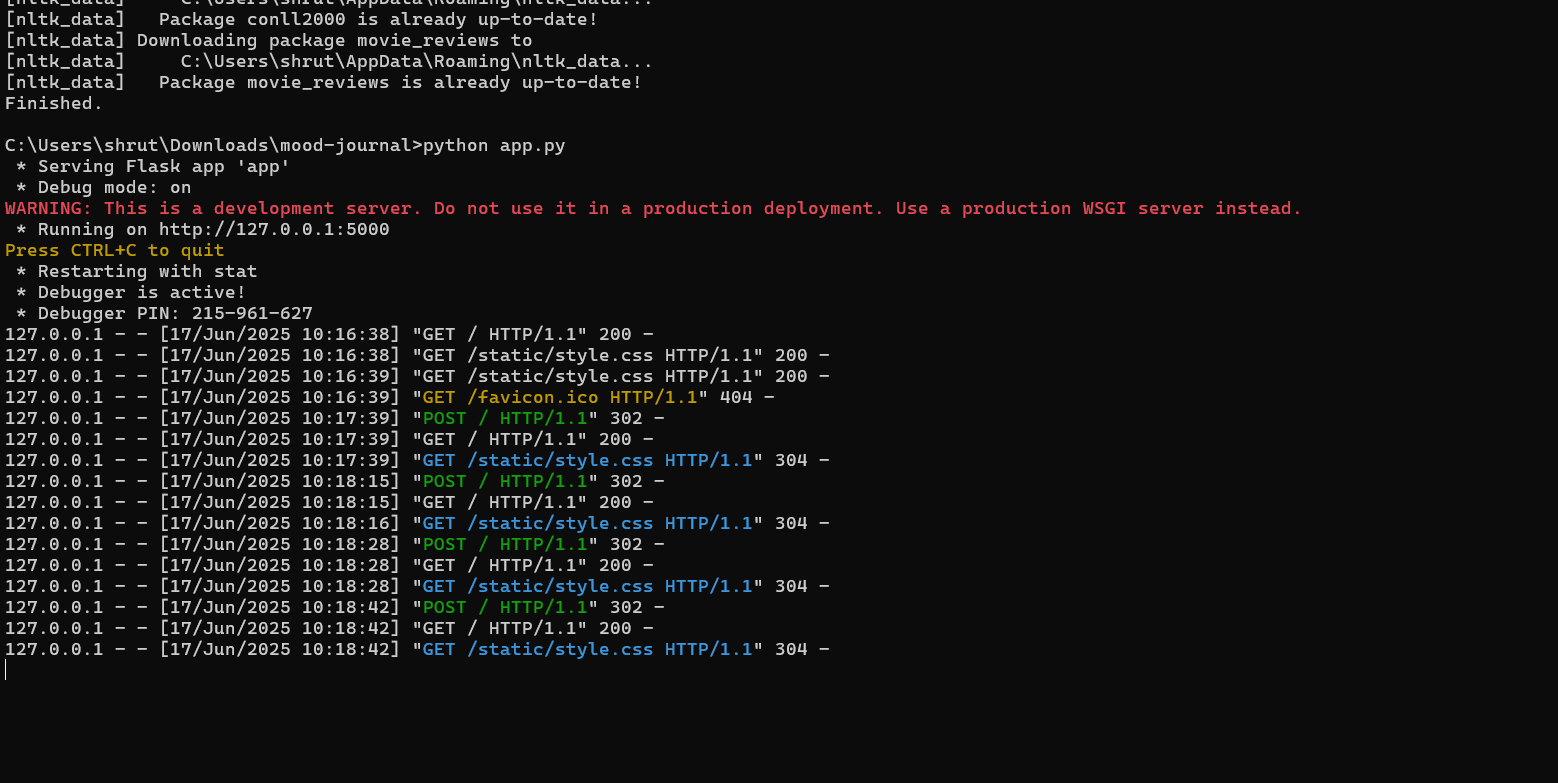 [nltk_data]     C:\Users\shrut\AppData\Roaming\nltk_data...
[nltk_data]   Package conll2000 is already up-to-date!
[nltk_data] Downloading package movie_reviews to
[nltk_data]     C:\Users\shrut\AppData\Roaming\nltk_data...
[nltk_data]   Package movie_reviews is already up-to-date!
Finished.
C:\Users\shrut\Downloads\mood-journal>python app.py
 * Serving Flask app 'app'
 * Debug mode: on
WARNING: This is a development server. Do not use it in a production deployment. Use a production WSGI server instead.
 * Running on http://127.0.0.1:5000
Press CTRL+C to quit
 * Restarting with stat
 * Debugger is active!
 * Debugger PIN: 215-961-627
127.0.0.1 - - [17/Jun/2025 10:16:38] "GET / HTTP/1.1" 200 -
127.0.0.1 - - [17/Jun/2025 10:16:38] "GET /static/style.css HTTP/1.1" 200 -
127.0.0.1 - - [17/Jun/2025 10:16:39] "GET /static/style.css HTTP/1.1" 200 -
127.0.0.1 - - [17/Jun/2025 10:16:39] "GET /favicon.ico HTTP/1.1" 404 -
127.0.0.1 - - [17/Jun/2025 10:17:39] "POST / HTTP/1.1" 302 -
127.0.0.1 - - [17/Jun/2025 10:17:39] "GET / HTTP/1.1" 200 -
127.0.0.1 - - [17/Jun/2025 10:17:39] "GET /static/style.css HTTP/1.1" 304 -
127.0.0.1 - - [17/Jun/2025 10:18:15] "POST / HTTP/1.1" 302 -
127.0.0.1 - - [17/Jun/2025 10:18:15] "GET / HTTP/1.1" 200 -
127.0.0.1 - - [17/Jun/2025 10:18:16] "GET /static/style.css HTTP/1.1" 304 -
127.0.0.1 - - [17/Jun/2025 10:18:28] "POST / HTTP/1.1" 302 -
127.0.0.1 - - [17/Jun/2025 10:18:28] "GET / HTTP/1.1" 200 -
127.0.0.1 - - [17/Jun/2025 10:18:28] "GET /static/style.css HTTP/1.1" 304 -
127.0.0.1 - - [17/Jun/2025 10:18:42] "POST / HTTP/1.1" 302 -
127.0.0.1 - - [17/Jun/2025 10:18:42] "GET / HTTP/1.1" 200 -
127.0.0.1 - - [17/Jun/2025 10:18:42] "GET /static/style.css HTTP/1.1" 304 -